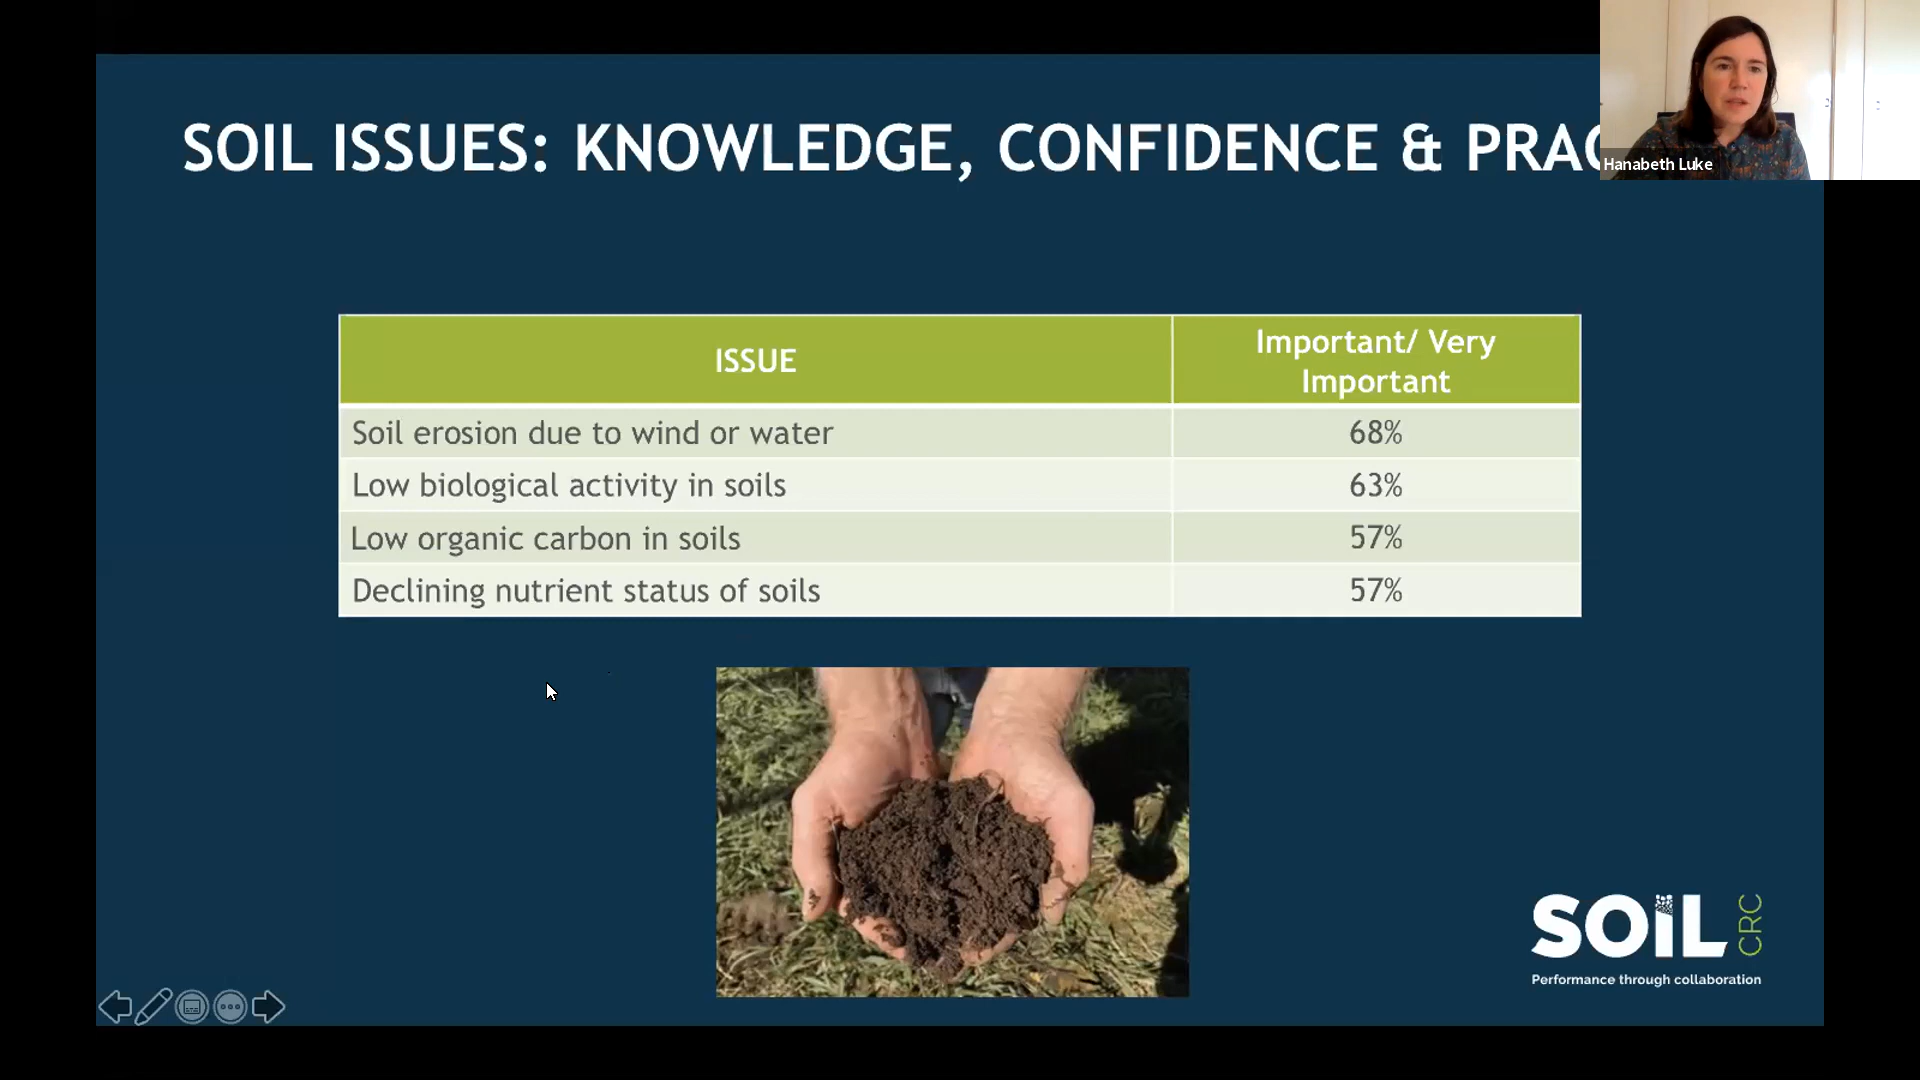 SOIL ISSUES: KNOWLEDGE, CONFIDENCE & PRAC
Hanabeth Luke
ISSUE
Important/ Very
Important
Soil erosion due to wind or water
68%
Low biological activity in soils
63%
Low organic carbon in soils
57%
Declining nutrient status of soils
57%
SOiL CRC
Performance through collaboration